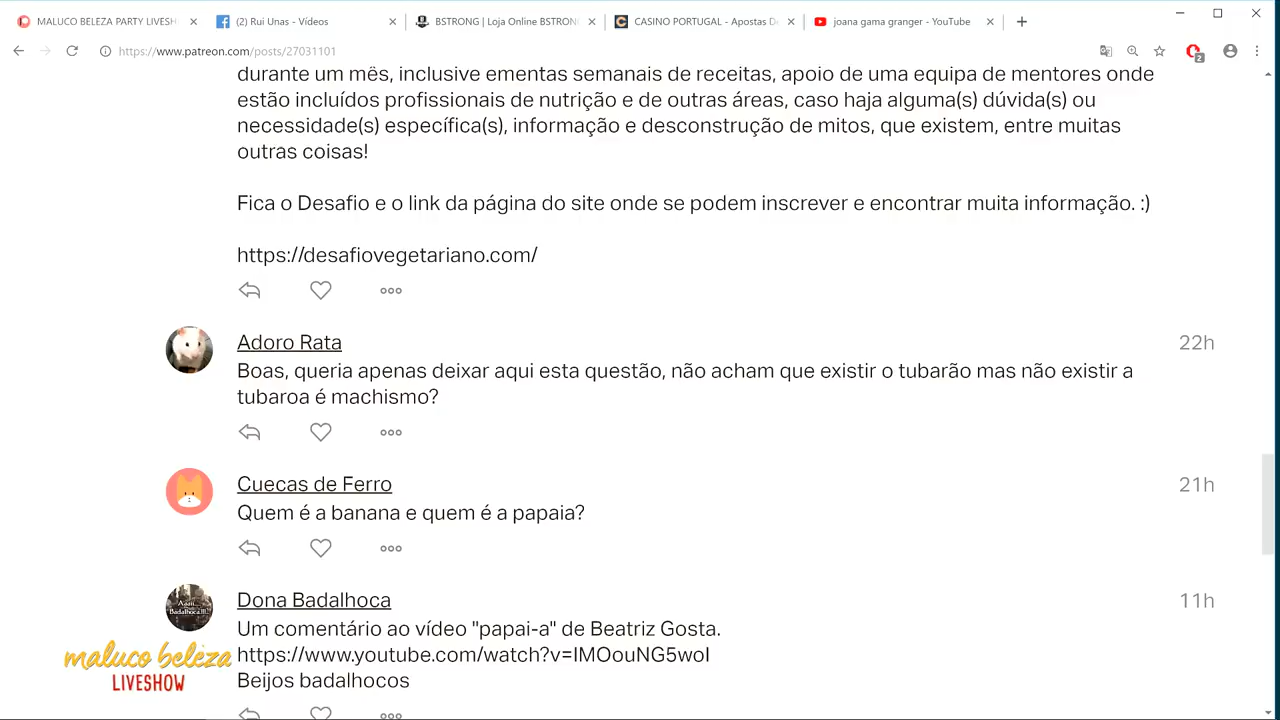 MALUCO BELEZA PARTY LIVESH
(2) Rui Unas - Vídeos
BSTRONG | Loja Online BSTRON
CASINO PORTUGAL - Apostas De
joana gama granger - YouTube
https://www.patreon.com/posts/27031101
2
durante um mês, inclusive ementas semanais de receitas, apoio de uma equipa de mentores onde
estão incluídos profissionais de nutrição e de outras áreas, caso haja alguma(s) dúvida(s) ou
necessidade(s) específica(s), informação e desconstrução de mitos, que existem, entre muitas
outras coisas!
Fica o Desafio e o link da página do site onde se podem inscrever e encontrar muita informação. :)
https://desafiovegetariano.com/
Adoro Rata
22h
Boas, queria apenas deixar aqui esta questão, não acham que existir o tubarão mas não existir a
tubaroa é machismo?
Cuecas de Ferro
21h
Quem é a banana e quem é a papaia?
Dona Badalhoca
11h
Um comentário ao vídeo "papai-a" de Beatriz Gosta.
https://www.youtube.com/watch?v=IMOouNG5woI
Beijos badalhocos
maluco beleza
LIVESHOW